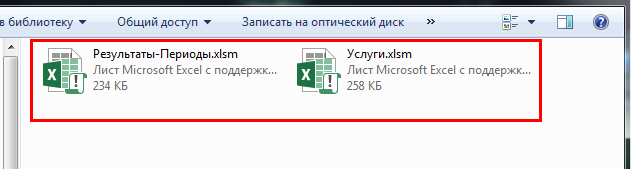 в библиотеку Общий доступ Записать на оптический диск »
Результаты-Периоды.xlsm Услуги.xlsm
Лист Microsoft Excel с поддержк... Лист Microsoft Excel с поддержк...
234 КБ 258 КБ